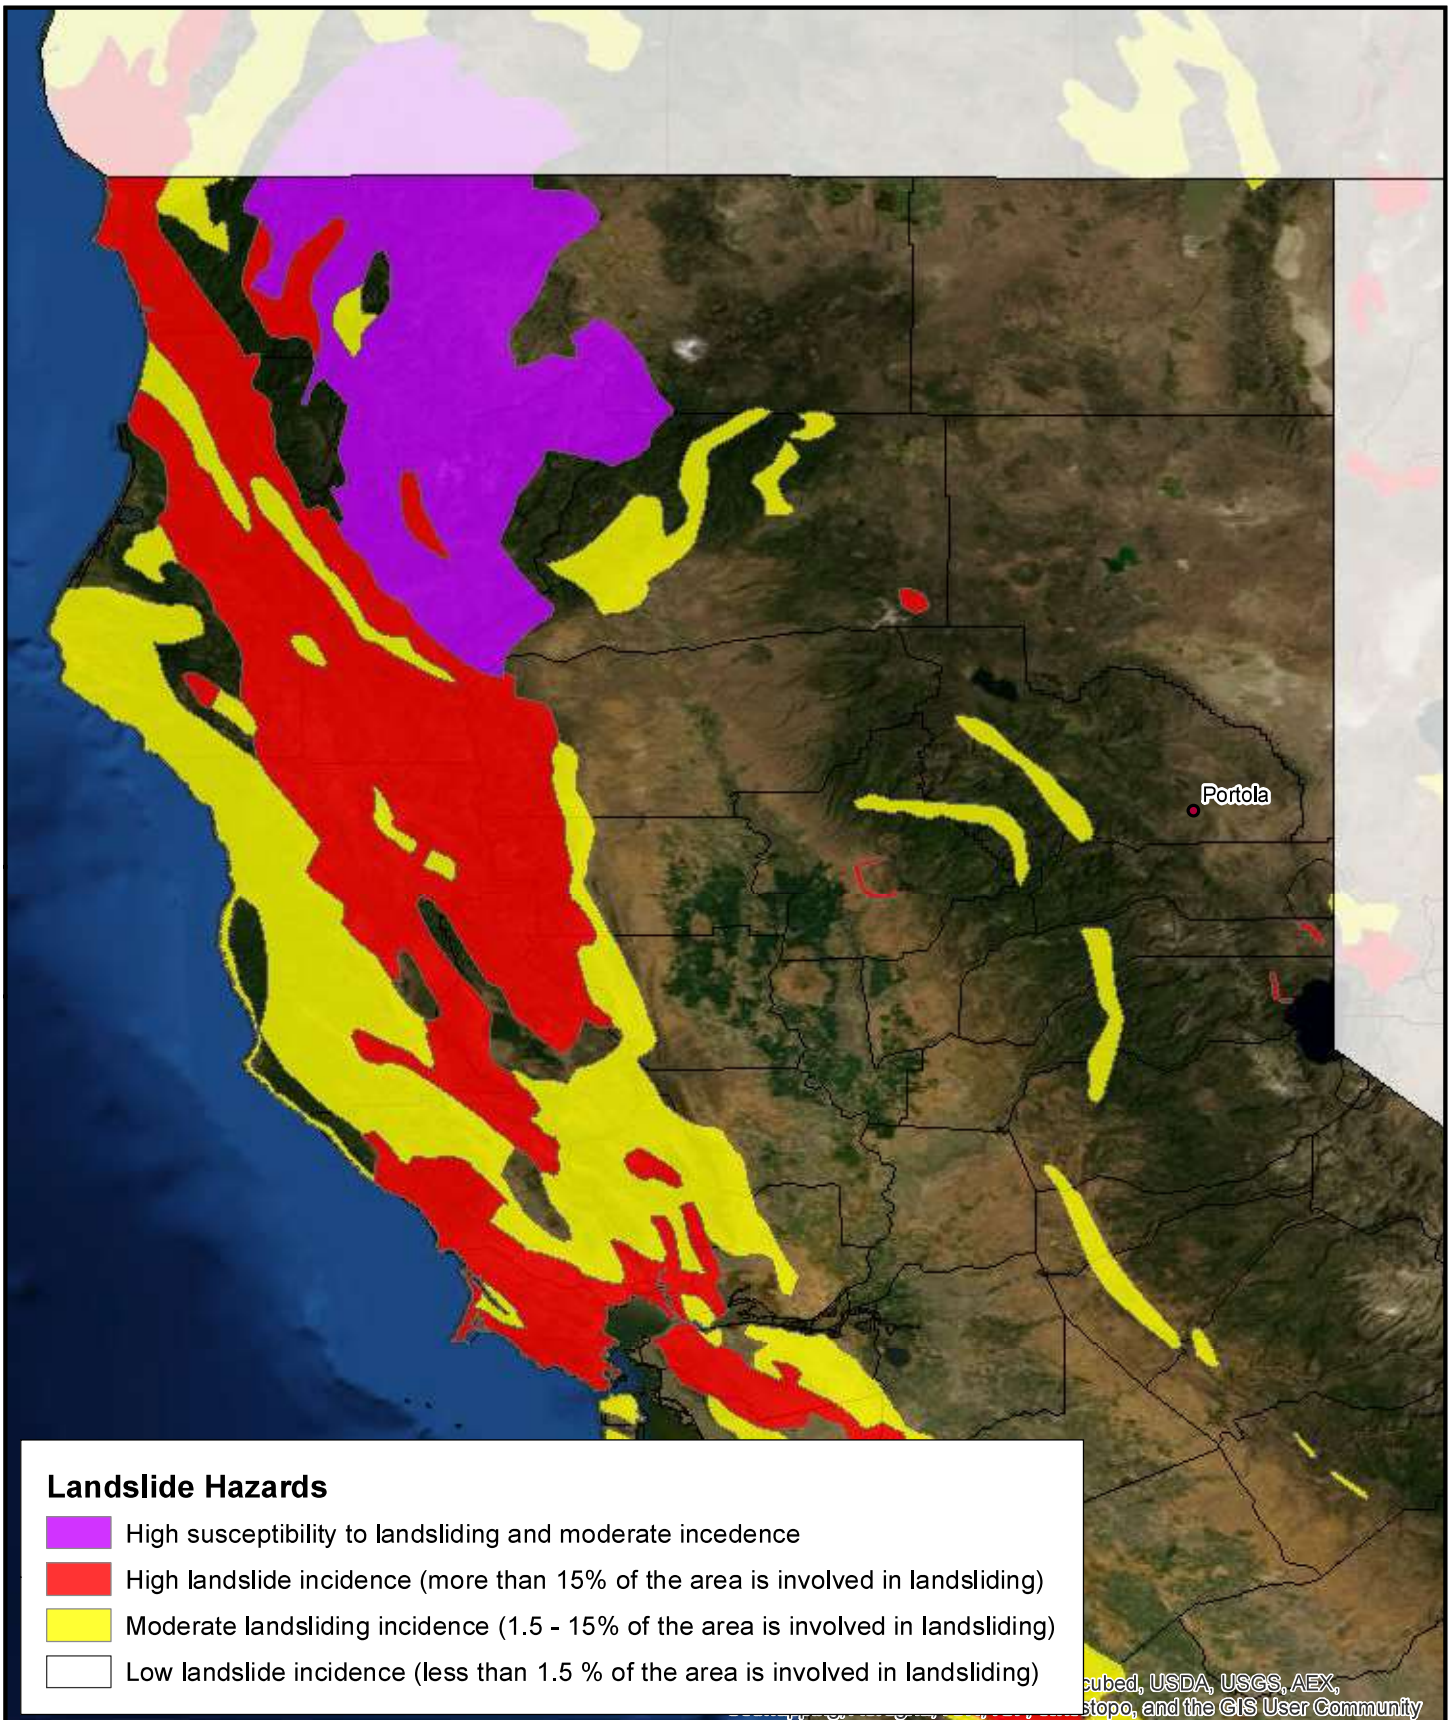 Portola
Landslide Hazards
High susceptibility to landsliding and moderate incedence
High landslide incidence (more than 15% of the area is involved in landsliding)
Moderate landsliding incidence (1.5 - 15% of the area is involved in landsliding)
Low landslide incidence (less than 1.5 % of the area is involved in landsliding)
cubed, USDA, USGS, AEX,
stopo, and the GIS User Community